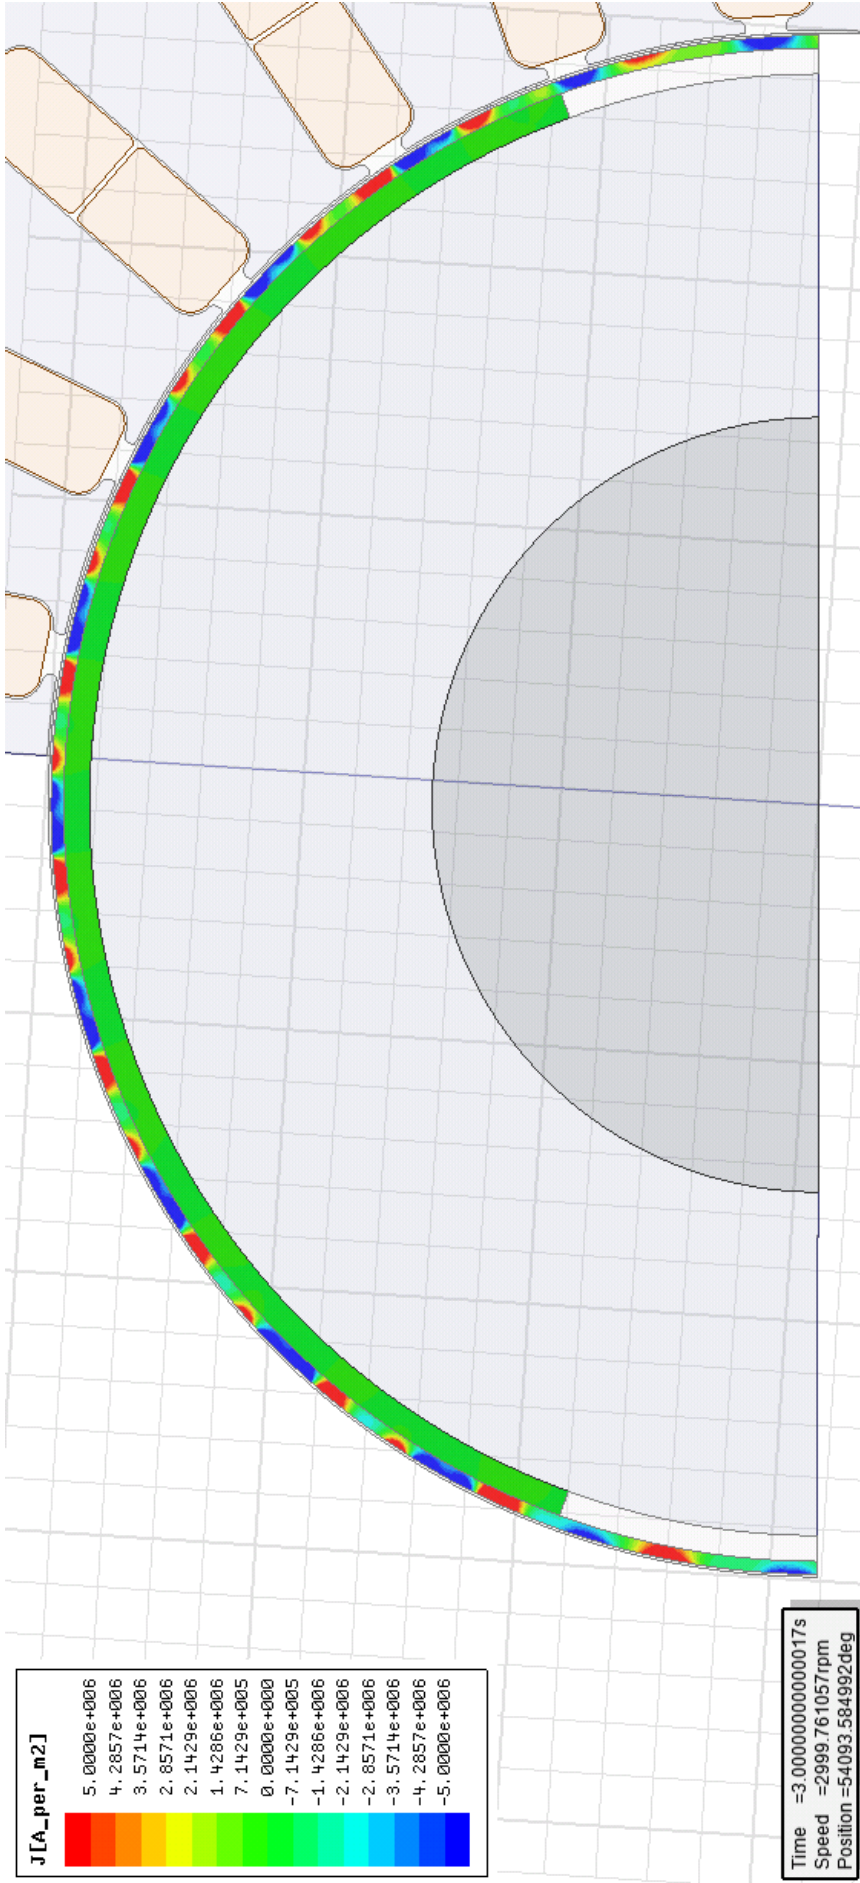 J[A_per_m2]
5.0000e+006
4.2857e+006
3.5714e+006
2.8571e+006
2.1429e+006
1.4286e+006
7.1429e+005
0.0000e+000
-7.1429e+005
-1.4286e+006
-2.1429e+006
-2.8571e+006
-3.5714e+006
-4.2857e+006
-5.0000e+006
Time =3.0000000000000017s
Speed =2999.761057rpm
Position =54093.584992deg